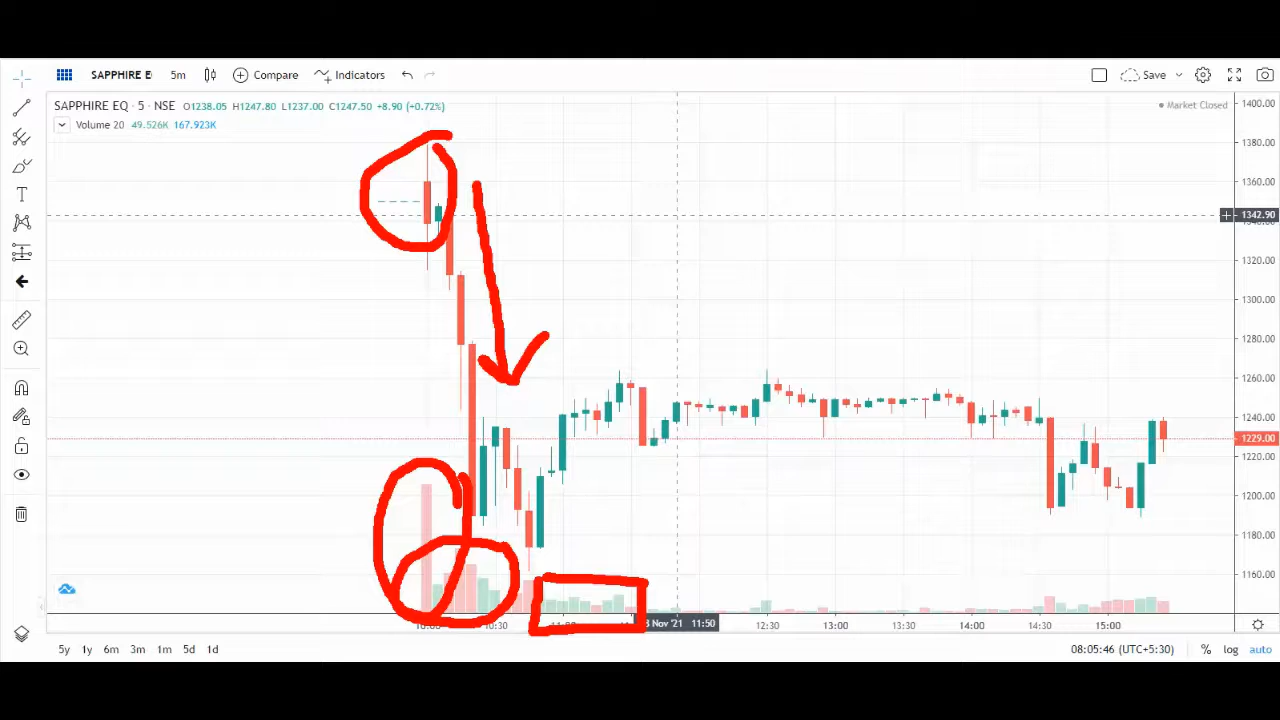 SAPPHIRE E 5m Compare Indicators Save
SAPPHIRE EQ · 5 · NSE O1238.05 H1247.80 L1237.00 C1247.50 +8.90 (+0.72%)
Market Closed
Volume 20 49.526K 167.923K
1400.00
1380.00
1360.00
1342.90
1320.00
1300.00
1280.00
1260.00
1240.00
1229.00
1220.00
1200.00
1180.00
1160.00
10:30 Nov '21 11:50 12:30 13:00 13:30 14:00 14:30 15:00
5y 1y 6m 3m 1m 5d 1d 08:05:46 (UTC+5:30) % log auto